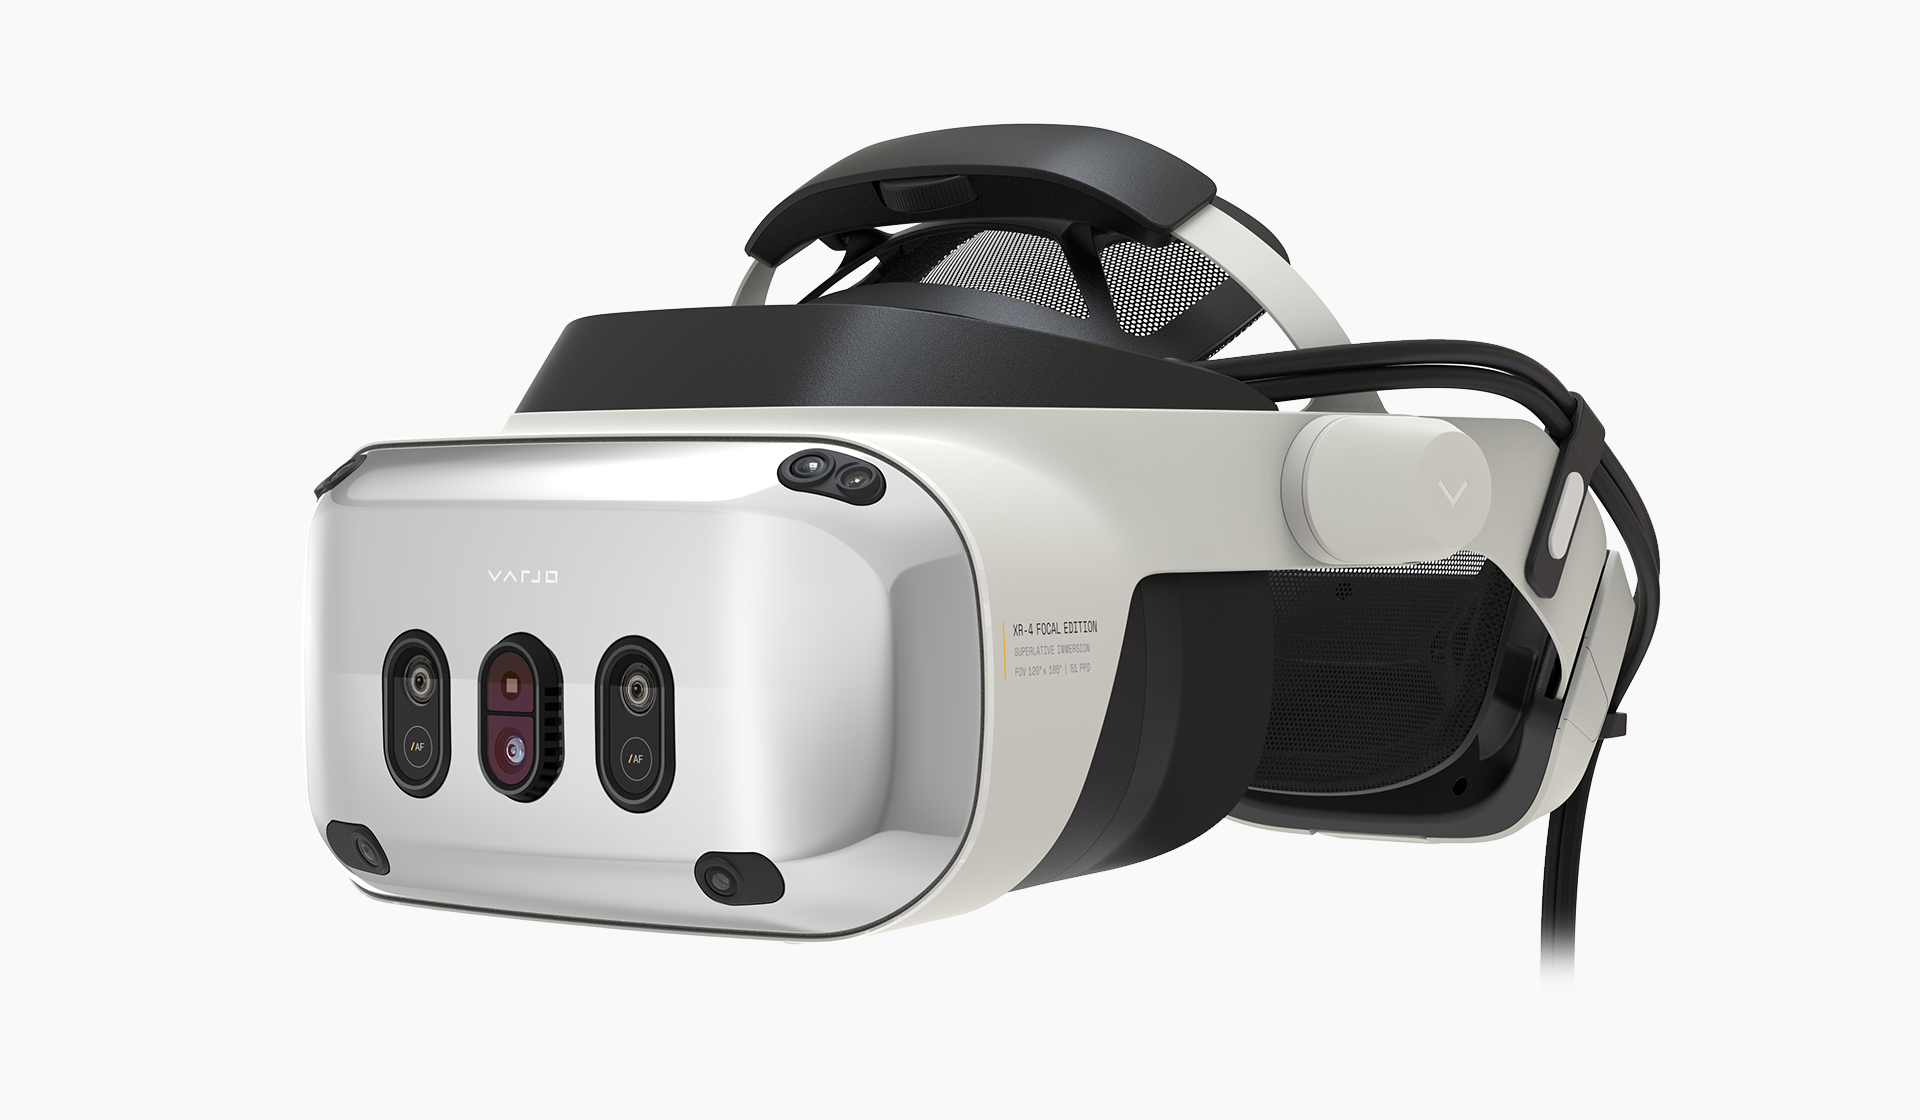 VARJO
/AF
/AF
XR-4 FOCAL EDITION
SUPERLATIVE IMMERSION
FOV 120° x 105° | 51 PPD